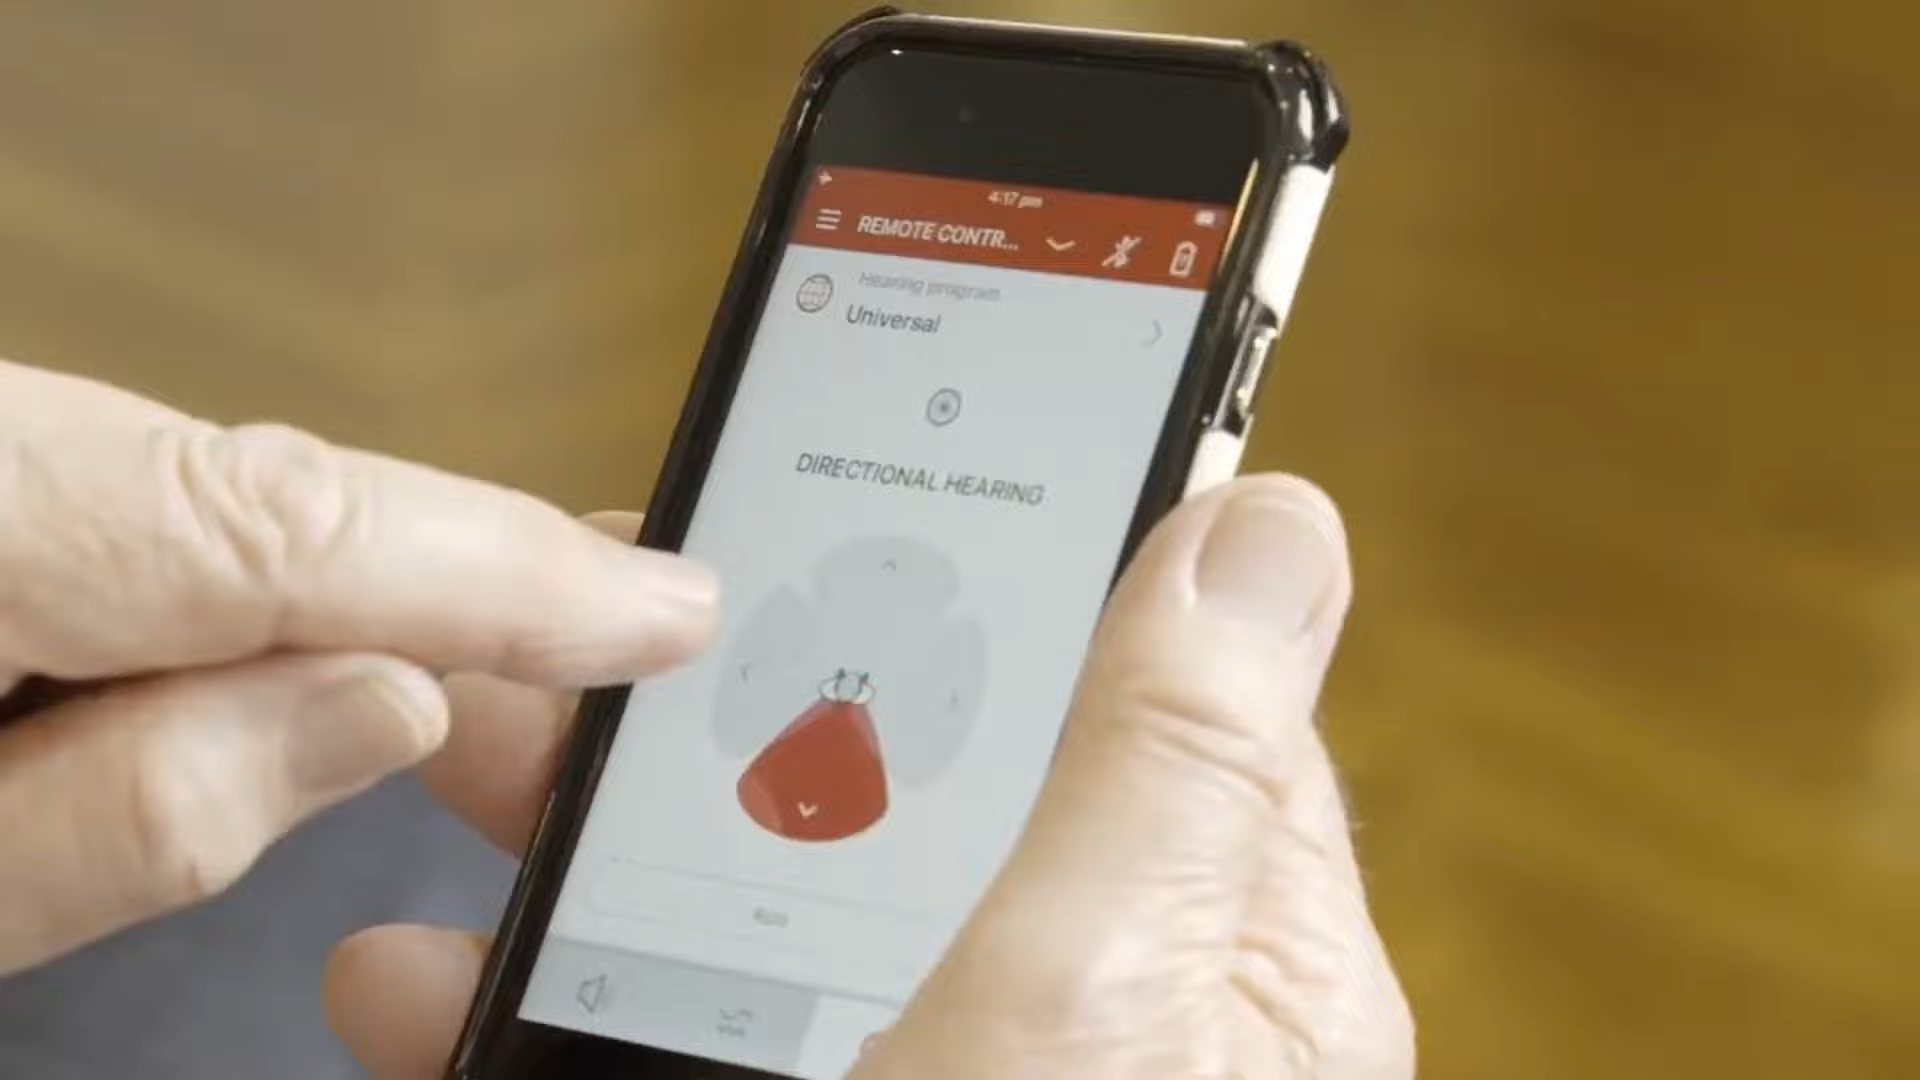 4:17 pm
REMOTE CONTR...
Hearing program
Universal
DIRECTIONAL HEARING